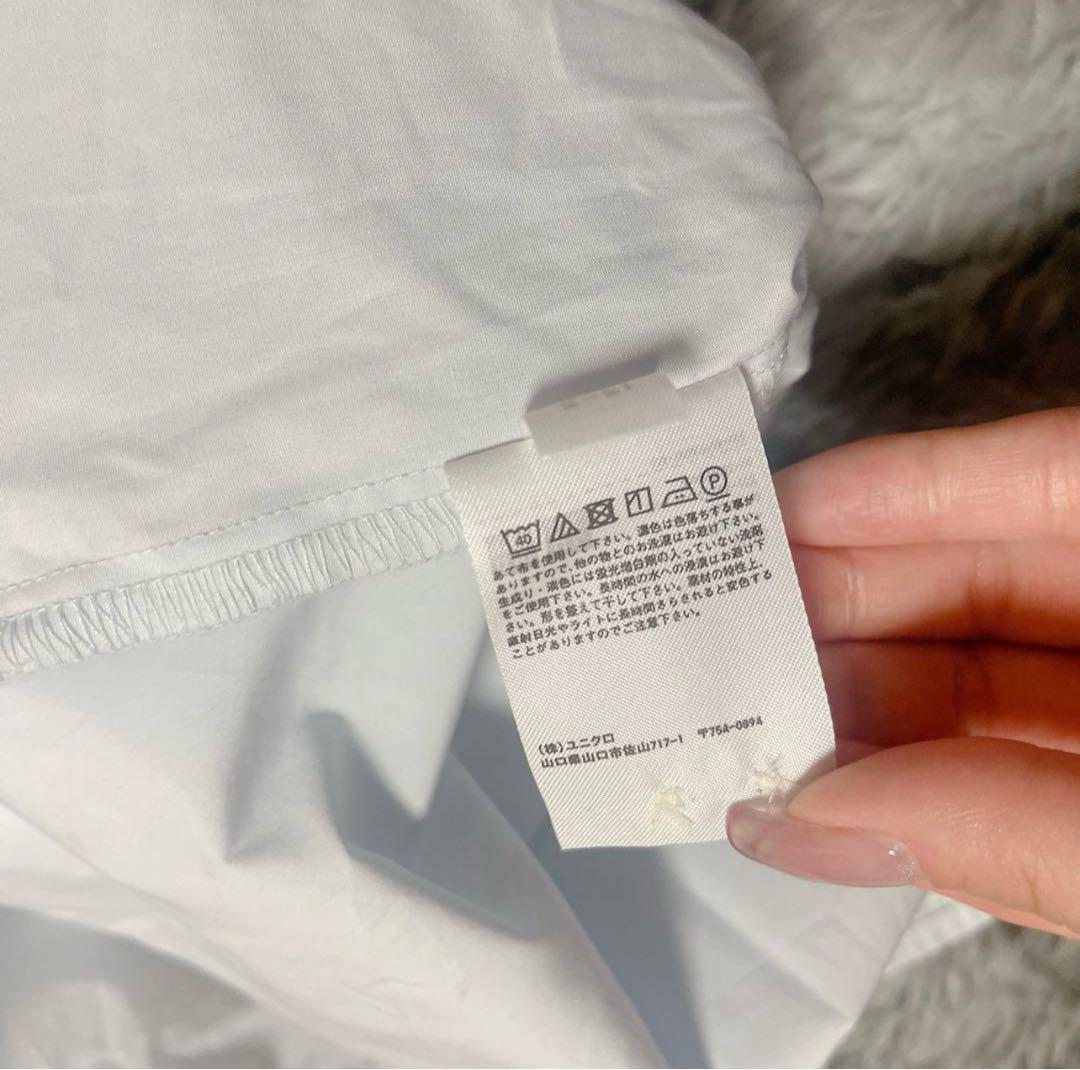 40 P
あて布を使用して下さい。濃色は色落ちする事が
ありますので、他の物とのお洗濯はお避け下さい。
生成り・淡色には蛍光増白剤の入っていない洗剤
をご使用下さい。長時間の水への浸漬はお避け下
さい。形を整えて干して下さい。素材の特性上、
直射日光やライトに長時間さらされると変色する
ことがありますのでご注意下さい。
(株)ユニクロ
山口県山口市佐山717-1 〒754-0894